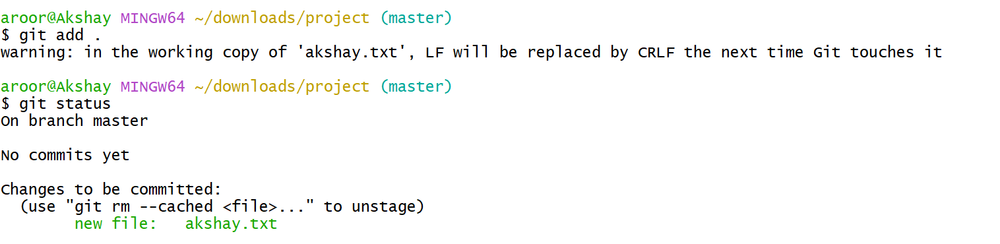 aroor@Akshay MINGW64 ~/downloads/project (master)
$ git add .
warning: in the working copy of 'akshay.txt', LF will be replaced by CRLF the next time Git touches it
aroor@Akshay MINGW64 ~/downloads/project (master)
$ git status
On branch master
No commits yet
Changes to be committed:
(use "git rm --cached <file>..." to unstage)
new file:   akshay.txt